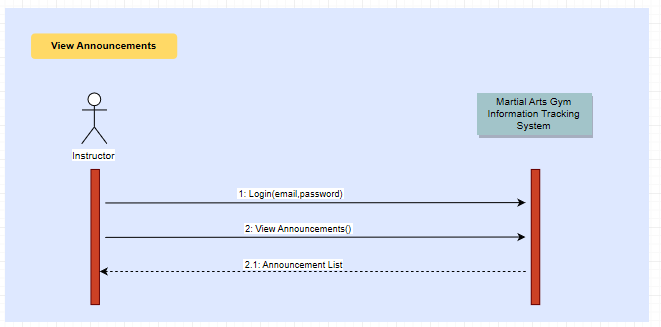 View Announcements
Martial Arts Gym
Information Tracking
System
Instructor
1: Login(email,password)
2: View Announcements()
2.1: Announcement List